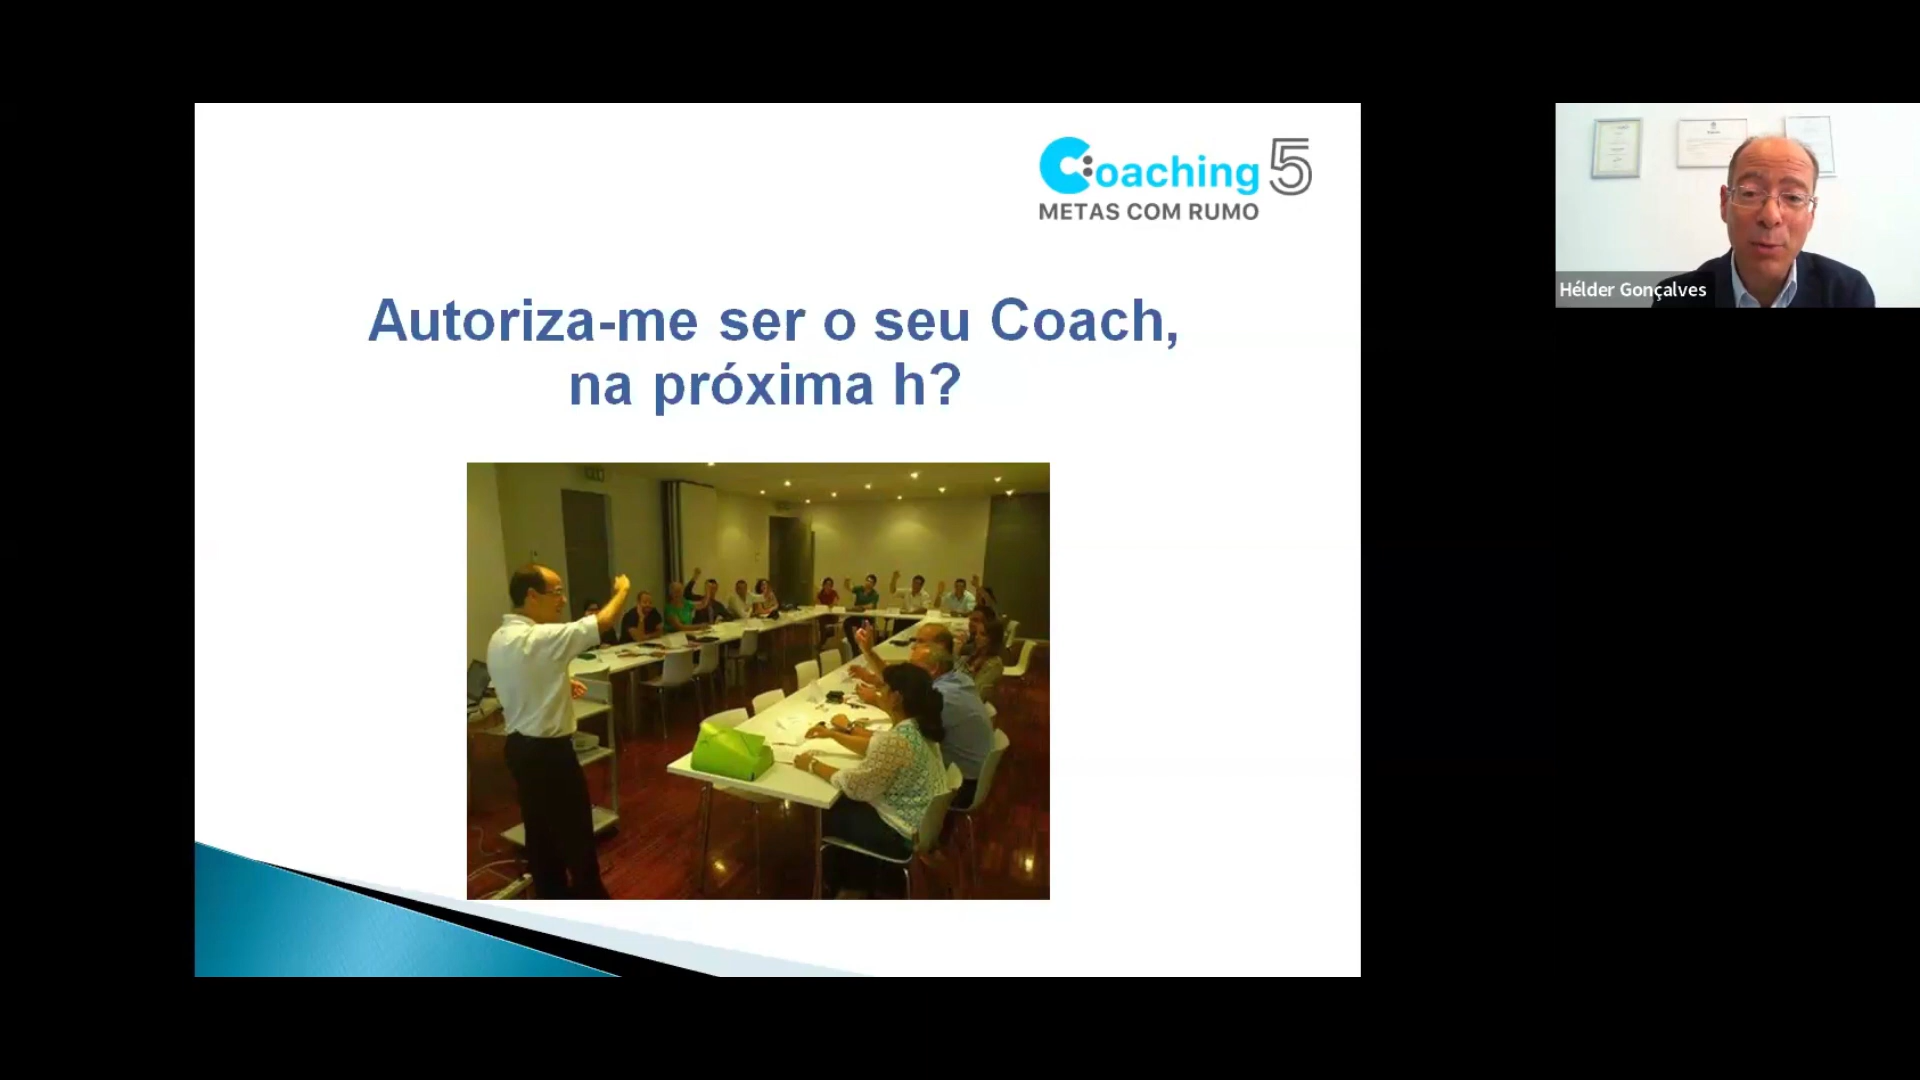 Coaching 5
METAS COM RUMO
Autoriza-me ser o seu Coach,
na próxima h?
Hélder Gonçalves